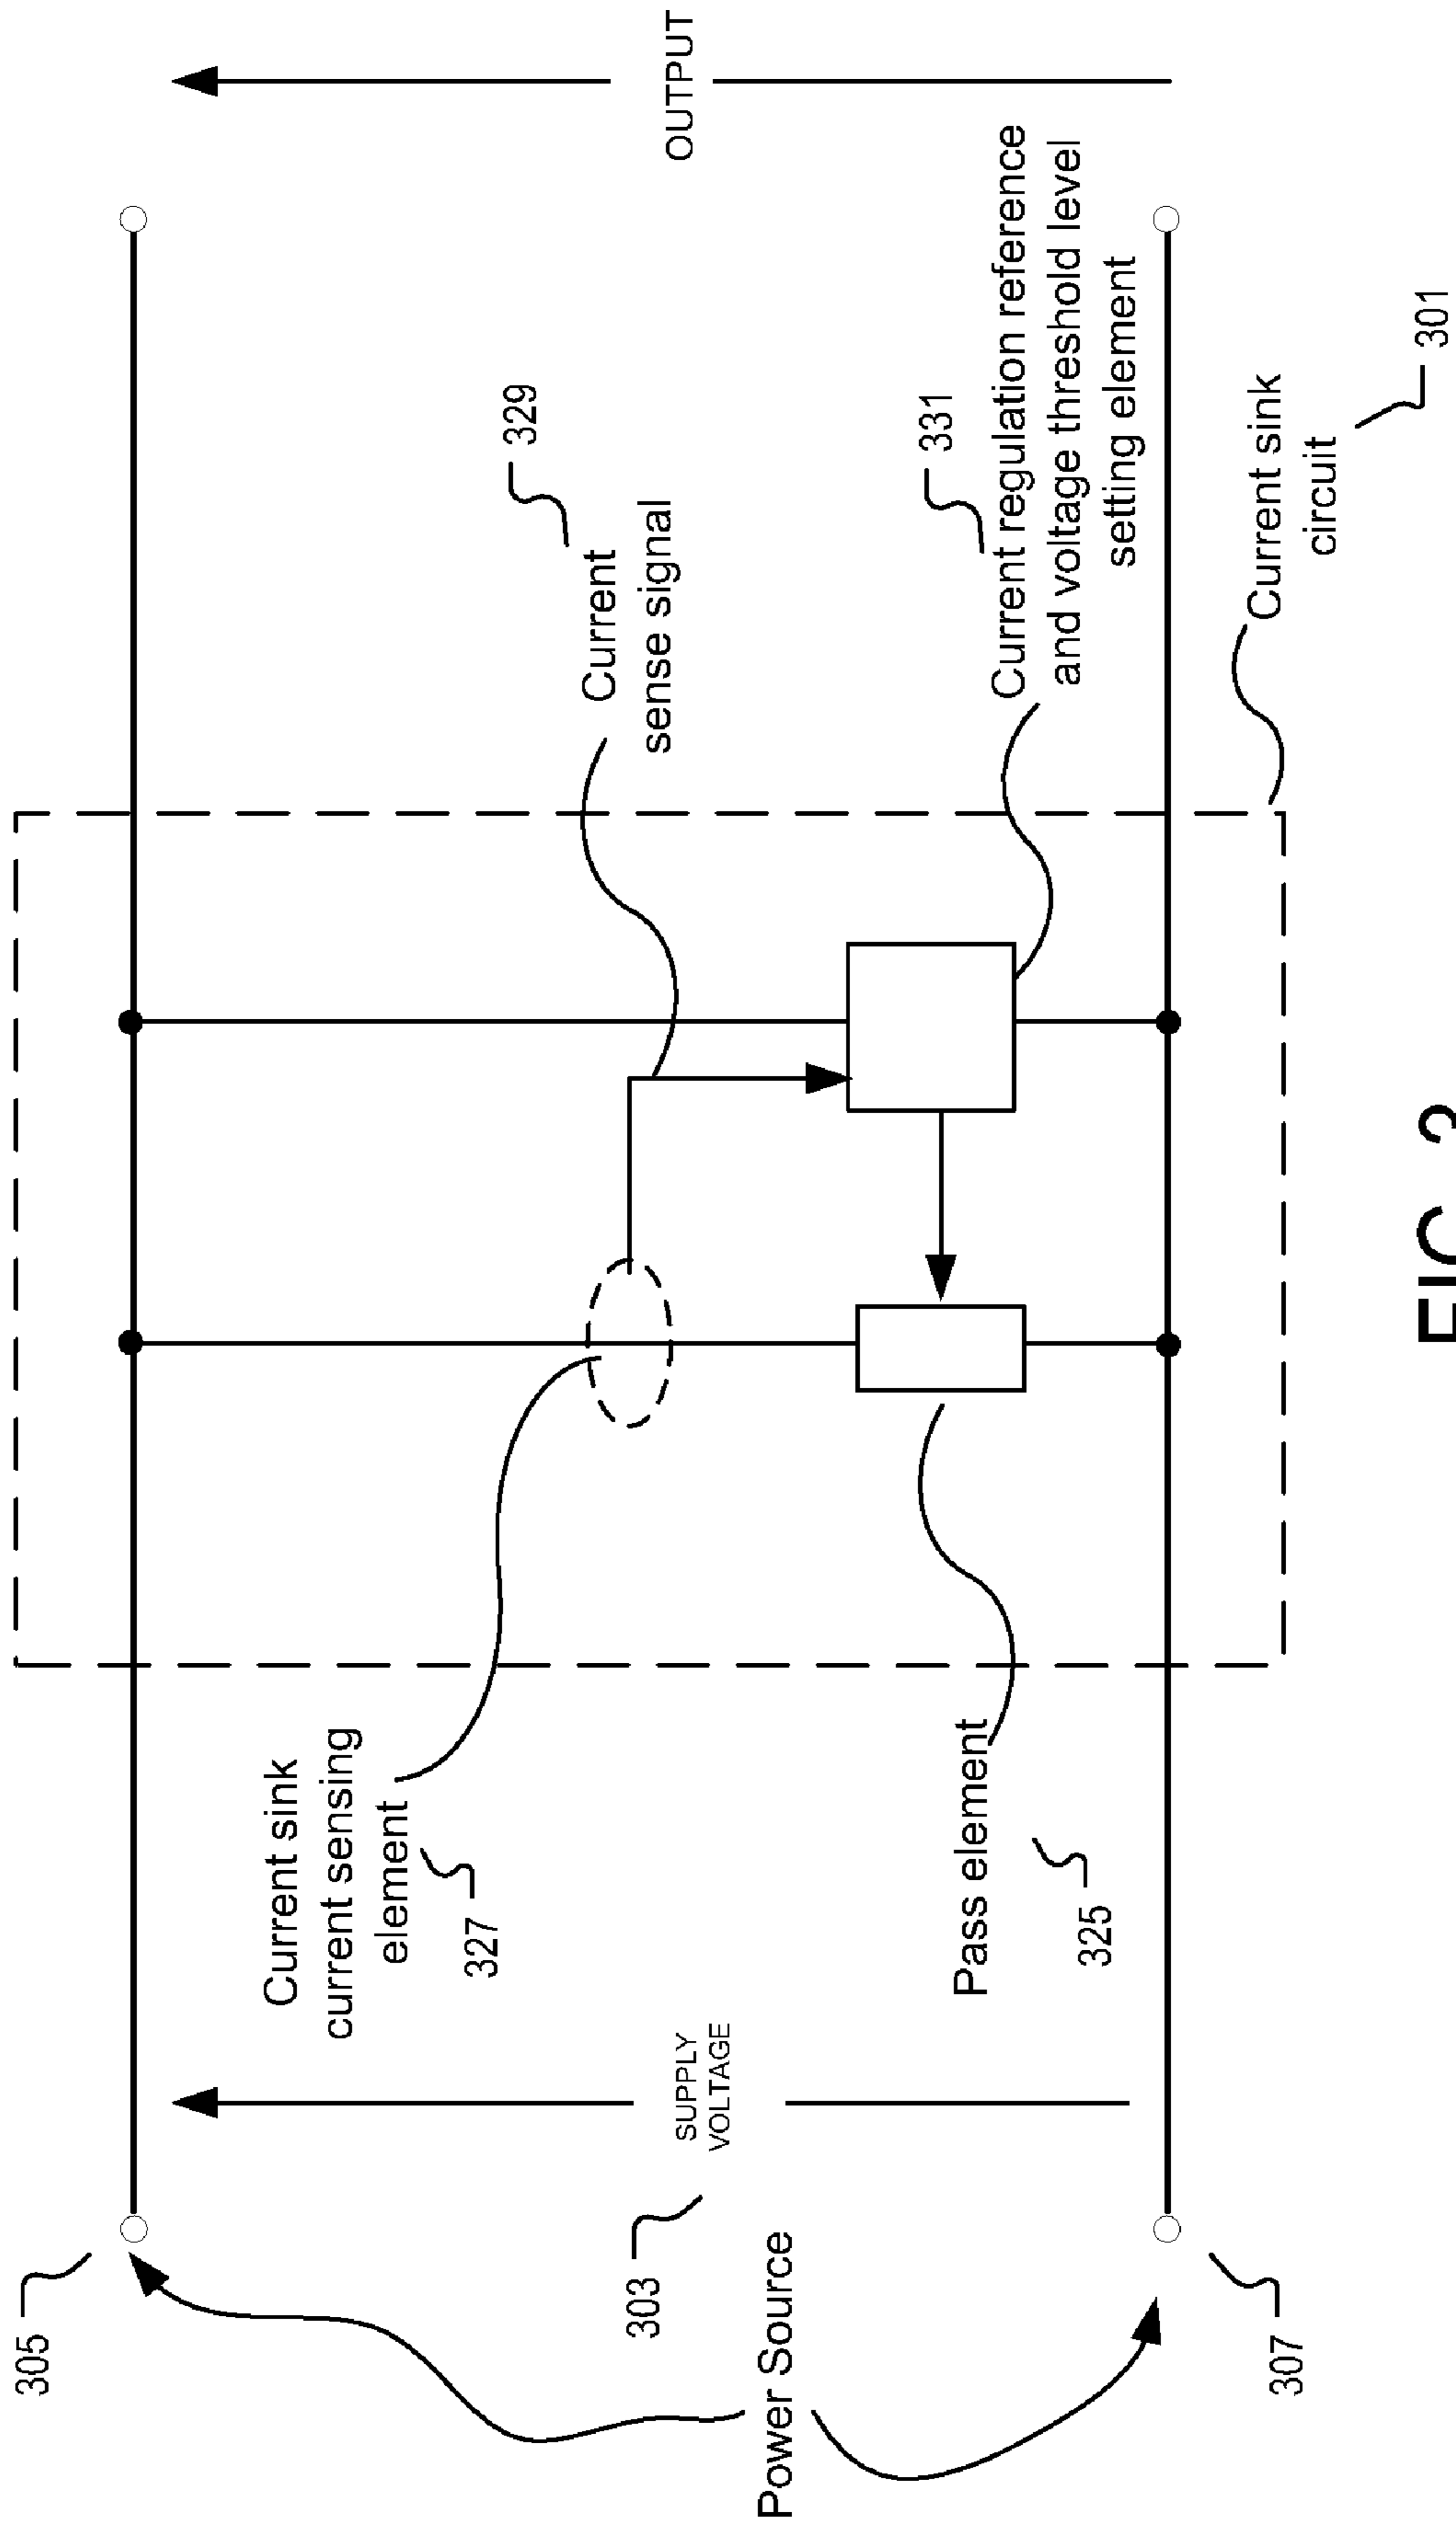 305
Current sink
current sensing
element
327
329
Current
sense signal
OUTPUT
SUPPLY
VOLTAGE
303
Power Source
Pass element
325
331
Current regulation reference
and voltage threshold level
setting element
307
Current sink
circuit
301